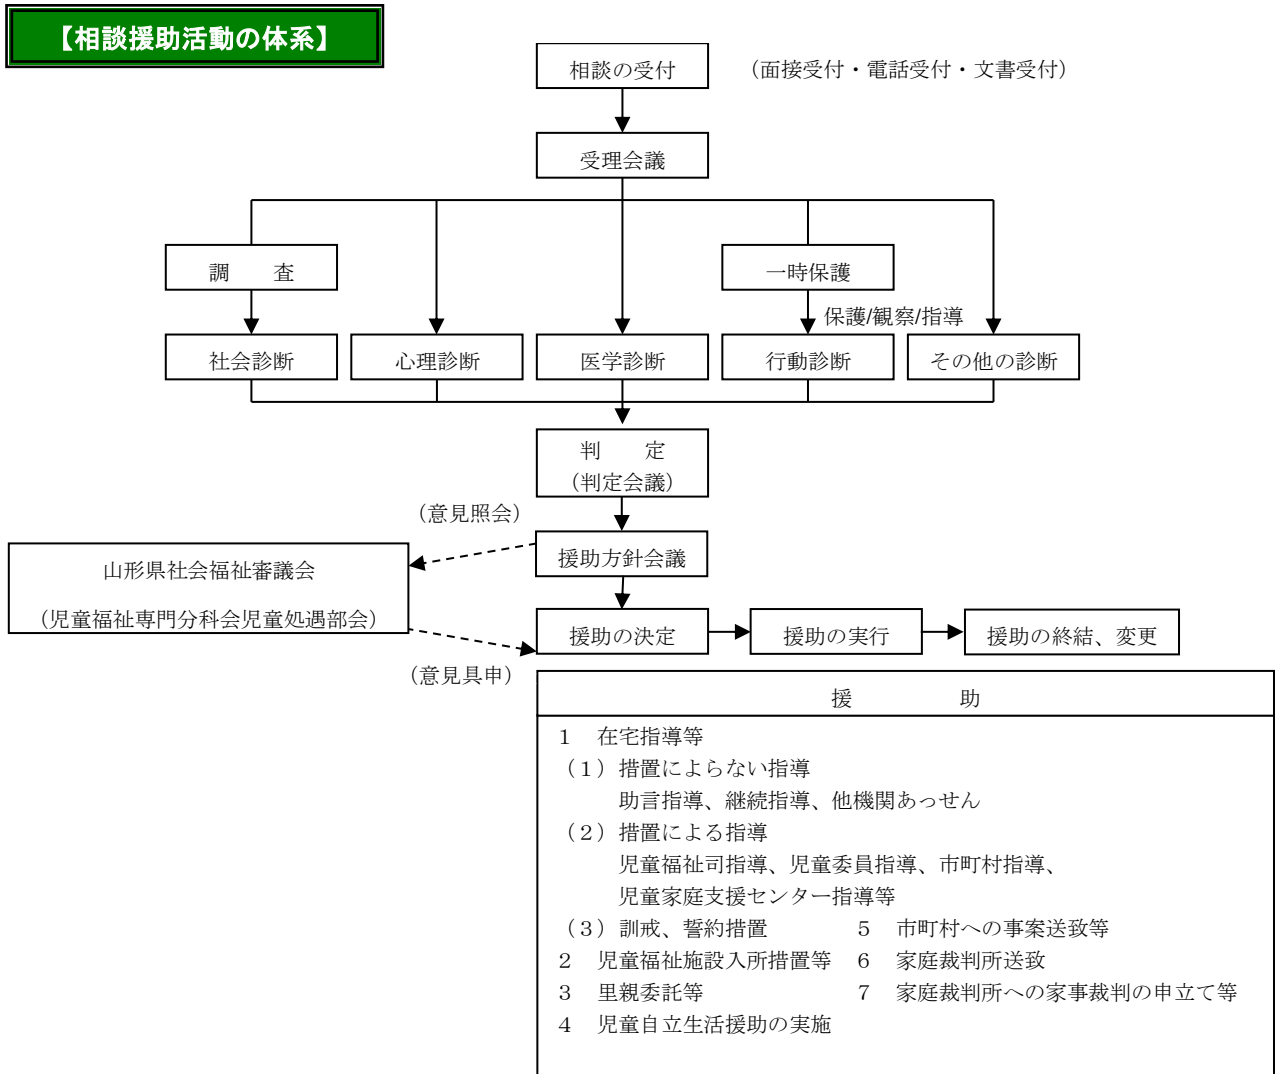 【相談援助活動の体系】
相談の受付
（面接受付・電話受付・文書受付）
受理会議
調　　査
一時保護
保護/観察/指導
社会診断
心理診断
医学診断
行動診断
その他の診断
判　　定
（判定会議）
（意見照会）
援助方針会議
山形県社会福祉審議会
（児童福祉専門分科会児童処遇部会）
援助の決定
援助の実行
援助の終結、変更
（意見具申）
援　　　　　助
１　在宅指導等
（１）措置によらない指導
助言指導、継続指導、他機関あっせん
（２）措置による指導
児童福祉司指導、児童委員指導、市町村指導、
児童家庭支援センター指導等
（３）訓戒、誓約措置
２　児童福祉施設入所措置等
３　里親委託等
４　児童自立生活援助の実施
５　市町村への事案送致等
６　家庭裁判所送致
７　家庭裁判所への家事裁判の申立て等